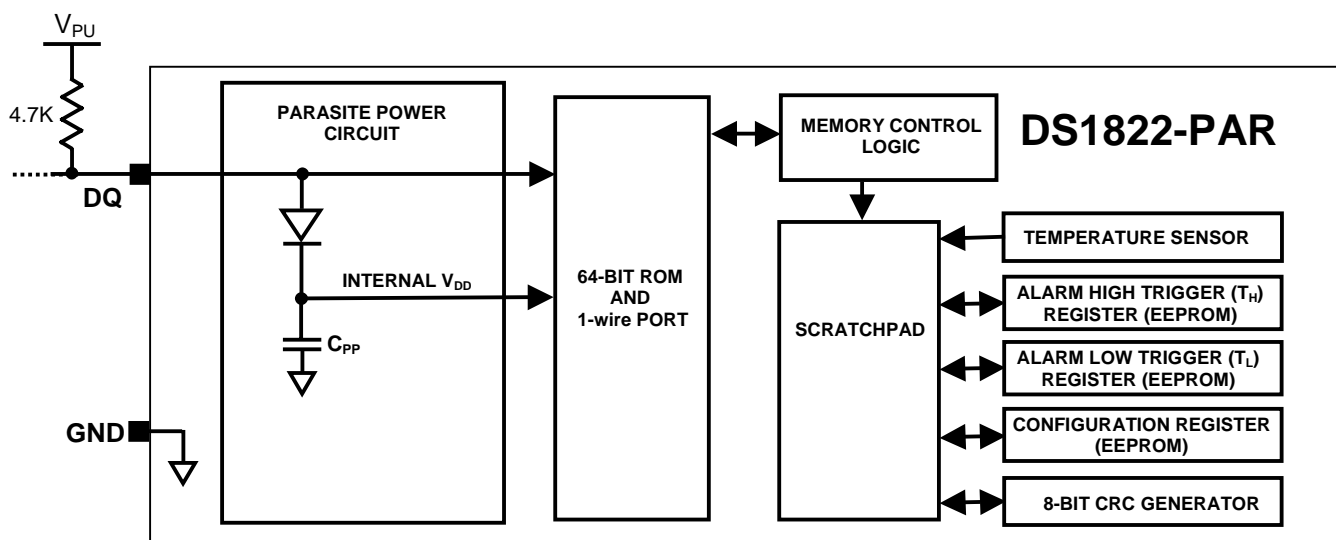 VPU
4.7K
DQ
GND
PARASITE POWER
CIRCUIT
INTERNAL VDD
CPP
64-BIT ROM
AND
1-wire PORT
MEMORY CONTROL
LOGIC
DS1822-PAR
SCRATCHPAD
TEMPERATURE SENSOR
ALARM HIGH TRIGGER (TH)
REGISTER (EEPROM)
ALARM LOW TRIGGER (TL)
REGISTER (EEPROM)
CONFIGURATION REGISTER
(EEPROM)
8-BIT CRC GENERATOR